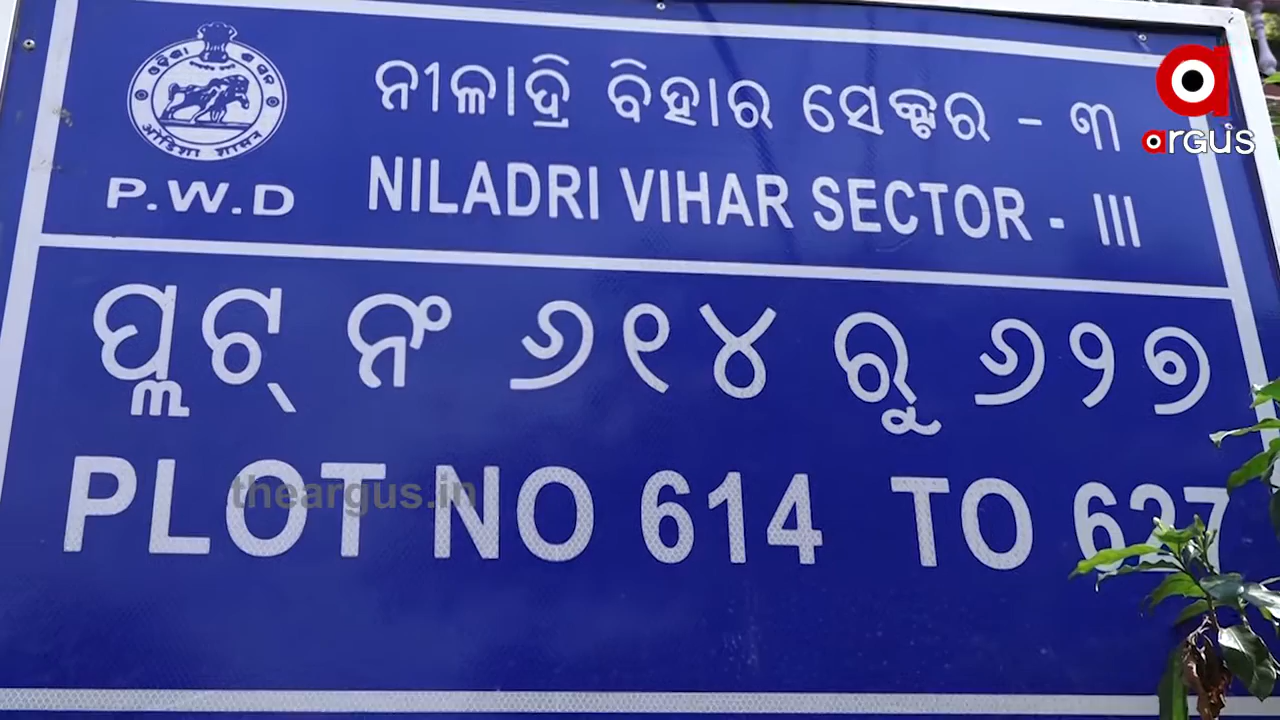 ନୀଳାଦ୍ରି ବିହାର ସେକ୍ଟର - ୩
NILADRI VIHAR SECTOR - III
P.W.D
ପ୍ଲଟ୍ ନଂ ୬୧୪ ରୁ ୬୨୭
PLOT NO 614 TO 627
theargus.in
argus